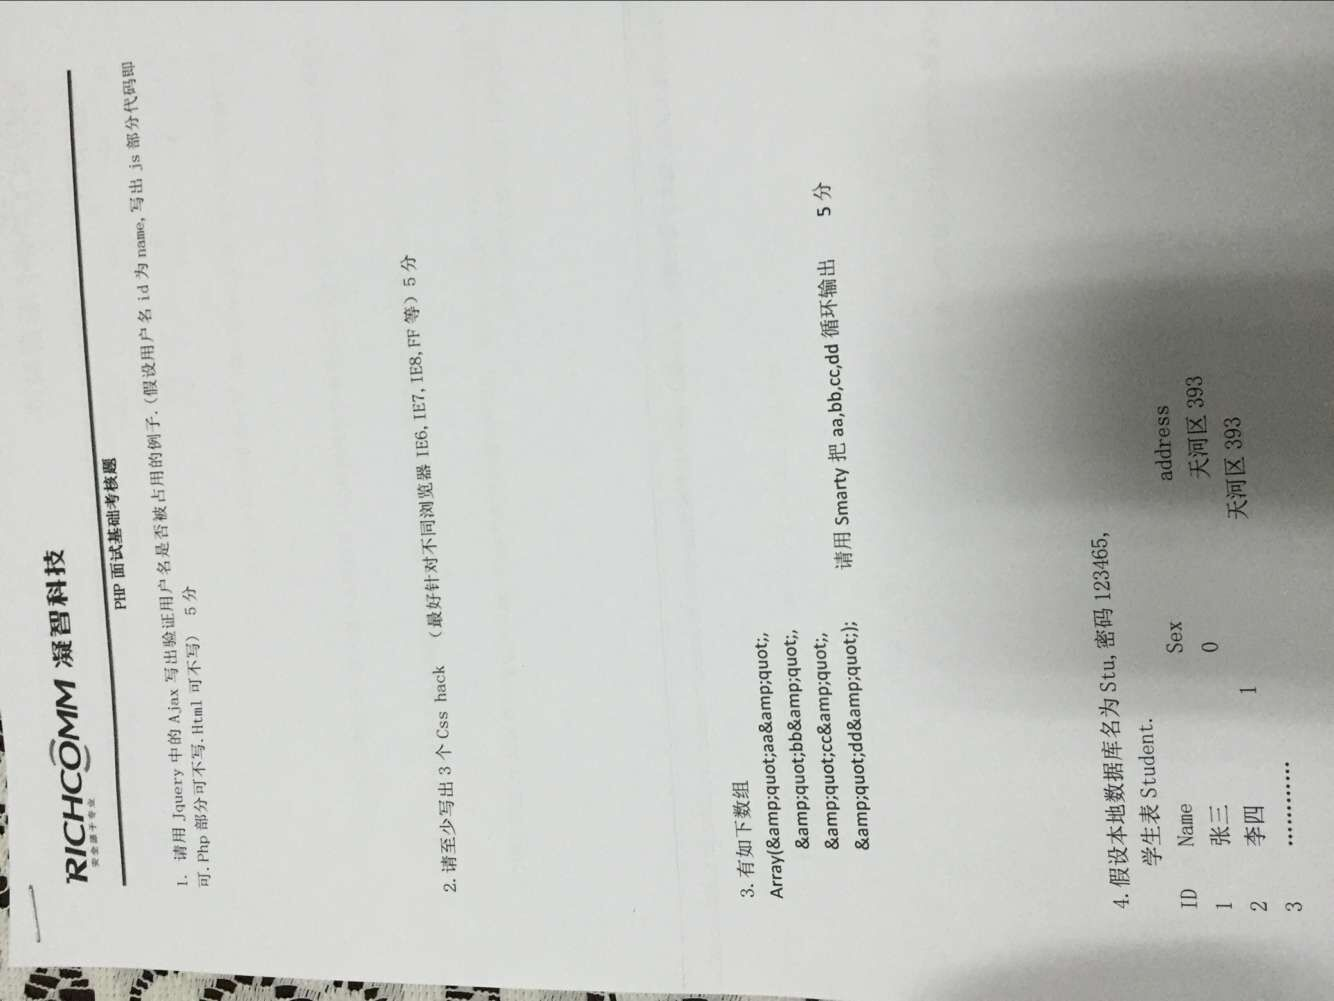 RICHCOMM 凝智科技
安全源于专业
PHP 面试基础考核题
1. 请用 Jquery 中的 Ajax 写出验证用户名是否被占用的例子.(假设用户名 id 为 name,写出 js 部分代码即
可.Php 部分可不写.Html 可不写) 5 分
2. 请至少写出 3 个 Css hack （最好针对不同浏览器 IE6, IE7, IE8, FF 等）5 分
3. 有如下数组
Array(&amp;quot;aa&amp;quot;,
&amp;quot;bb&amp;quot;,
&amp;quot;cc&amp;quot;,
&amp;quot;dd&amp;quot;); 请用 Smarty 把 aa,bb,cc,dd 循环输出 5 分
4. 假设本地数据库名为 Stu, 密码 123465,
学生表 Student.
ID Name Sex address
1 张三 0 天河区 393
2 李四 1 天河区 393
3 …………